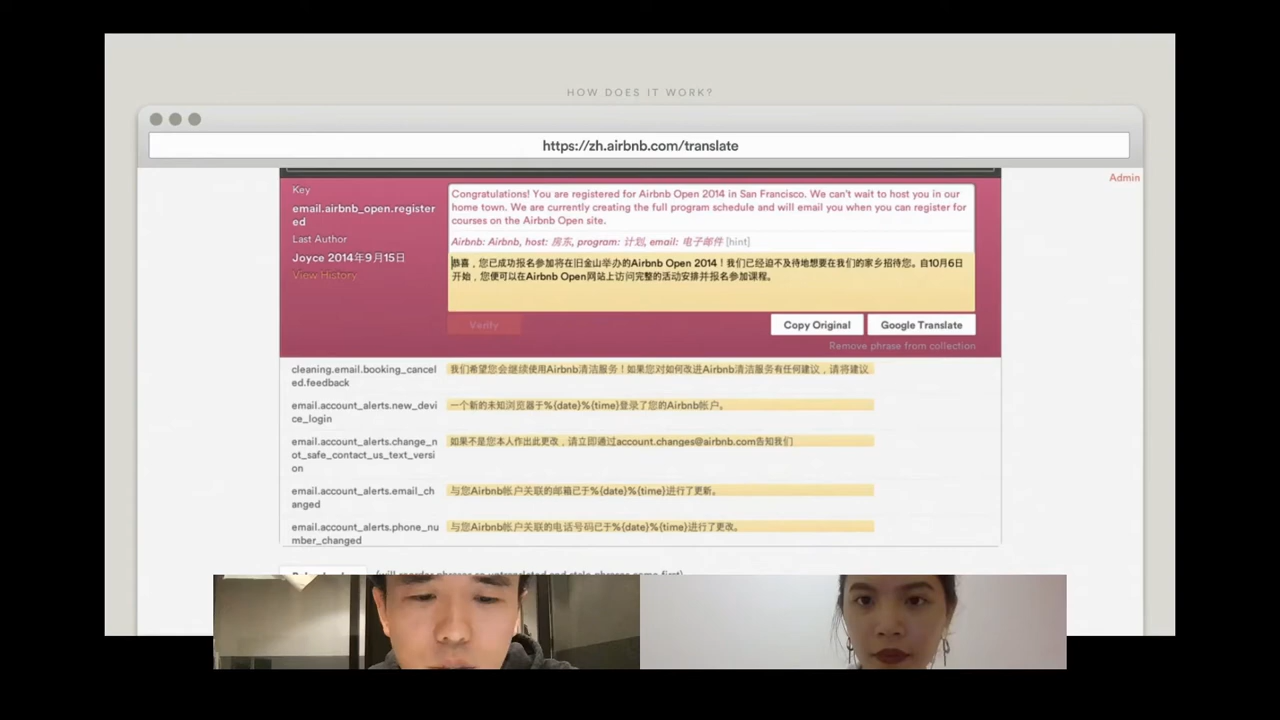 HOW DOES IT WORK?
https://zh.airbnb.com/translate
Admin
Key
email.airbnb_open.register
ed
Last Author
Joyce 2014年9月15日
View History
Congratulations! You are registered for Airbnb Open 2014 in San Francisco. We can't wait to host you in our
home town. We are currently creating the full program schedule and will email you when you can register for
courses on the Airbnb Open site.
Airbnb: Airbnb, host: 房东, program: 计划, email: 电子邮件 [hint]
恭喜，您已成功报名参加将在旧金山举办的Airbnb Open 2014！我们已经迫不及待地想要在我们的家乡招待您。自10月6日
开始，您便可以在Airbnb Open网站上访问完整的活动安排并报名参加课程。
Verify
Copy Original
Google Translate
Remove phrase from collection
cleaning.email.booking_cancel
ed.feedback
我们希望您会继续使用Airbnb清洁服务！如果您对如何改进Airbnb清洁服务有任何建议，请将建议
email.account_alerts.new_devi
ce_login
一个新的未知浏览器于%{date}%{time}登录了您的Airbnb帐户。
email.account_alerts.change_n
ot_safe_contact_us_text_versi
on
如果不是您本人作出此更改，请立即通过account.changes@airbnb.com告知我们
email.account_alerts.email_ch
anged
与您Airbnb帐户关联的邮箱已于%{date}%{time}进行了更新。
email.account_alerts.phone_nu
mber_changed
与您Airbnb帐户关联的电话号码已于%{date}%{time}进行了更改。